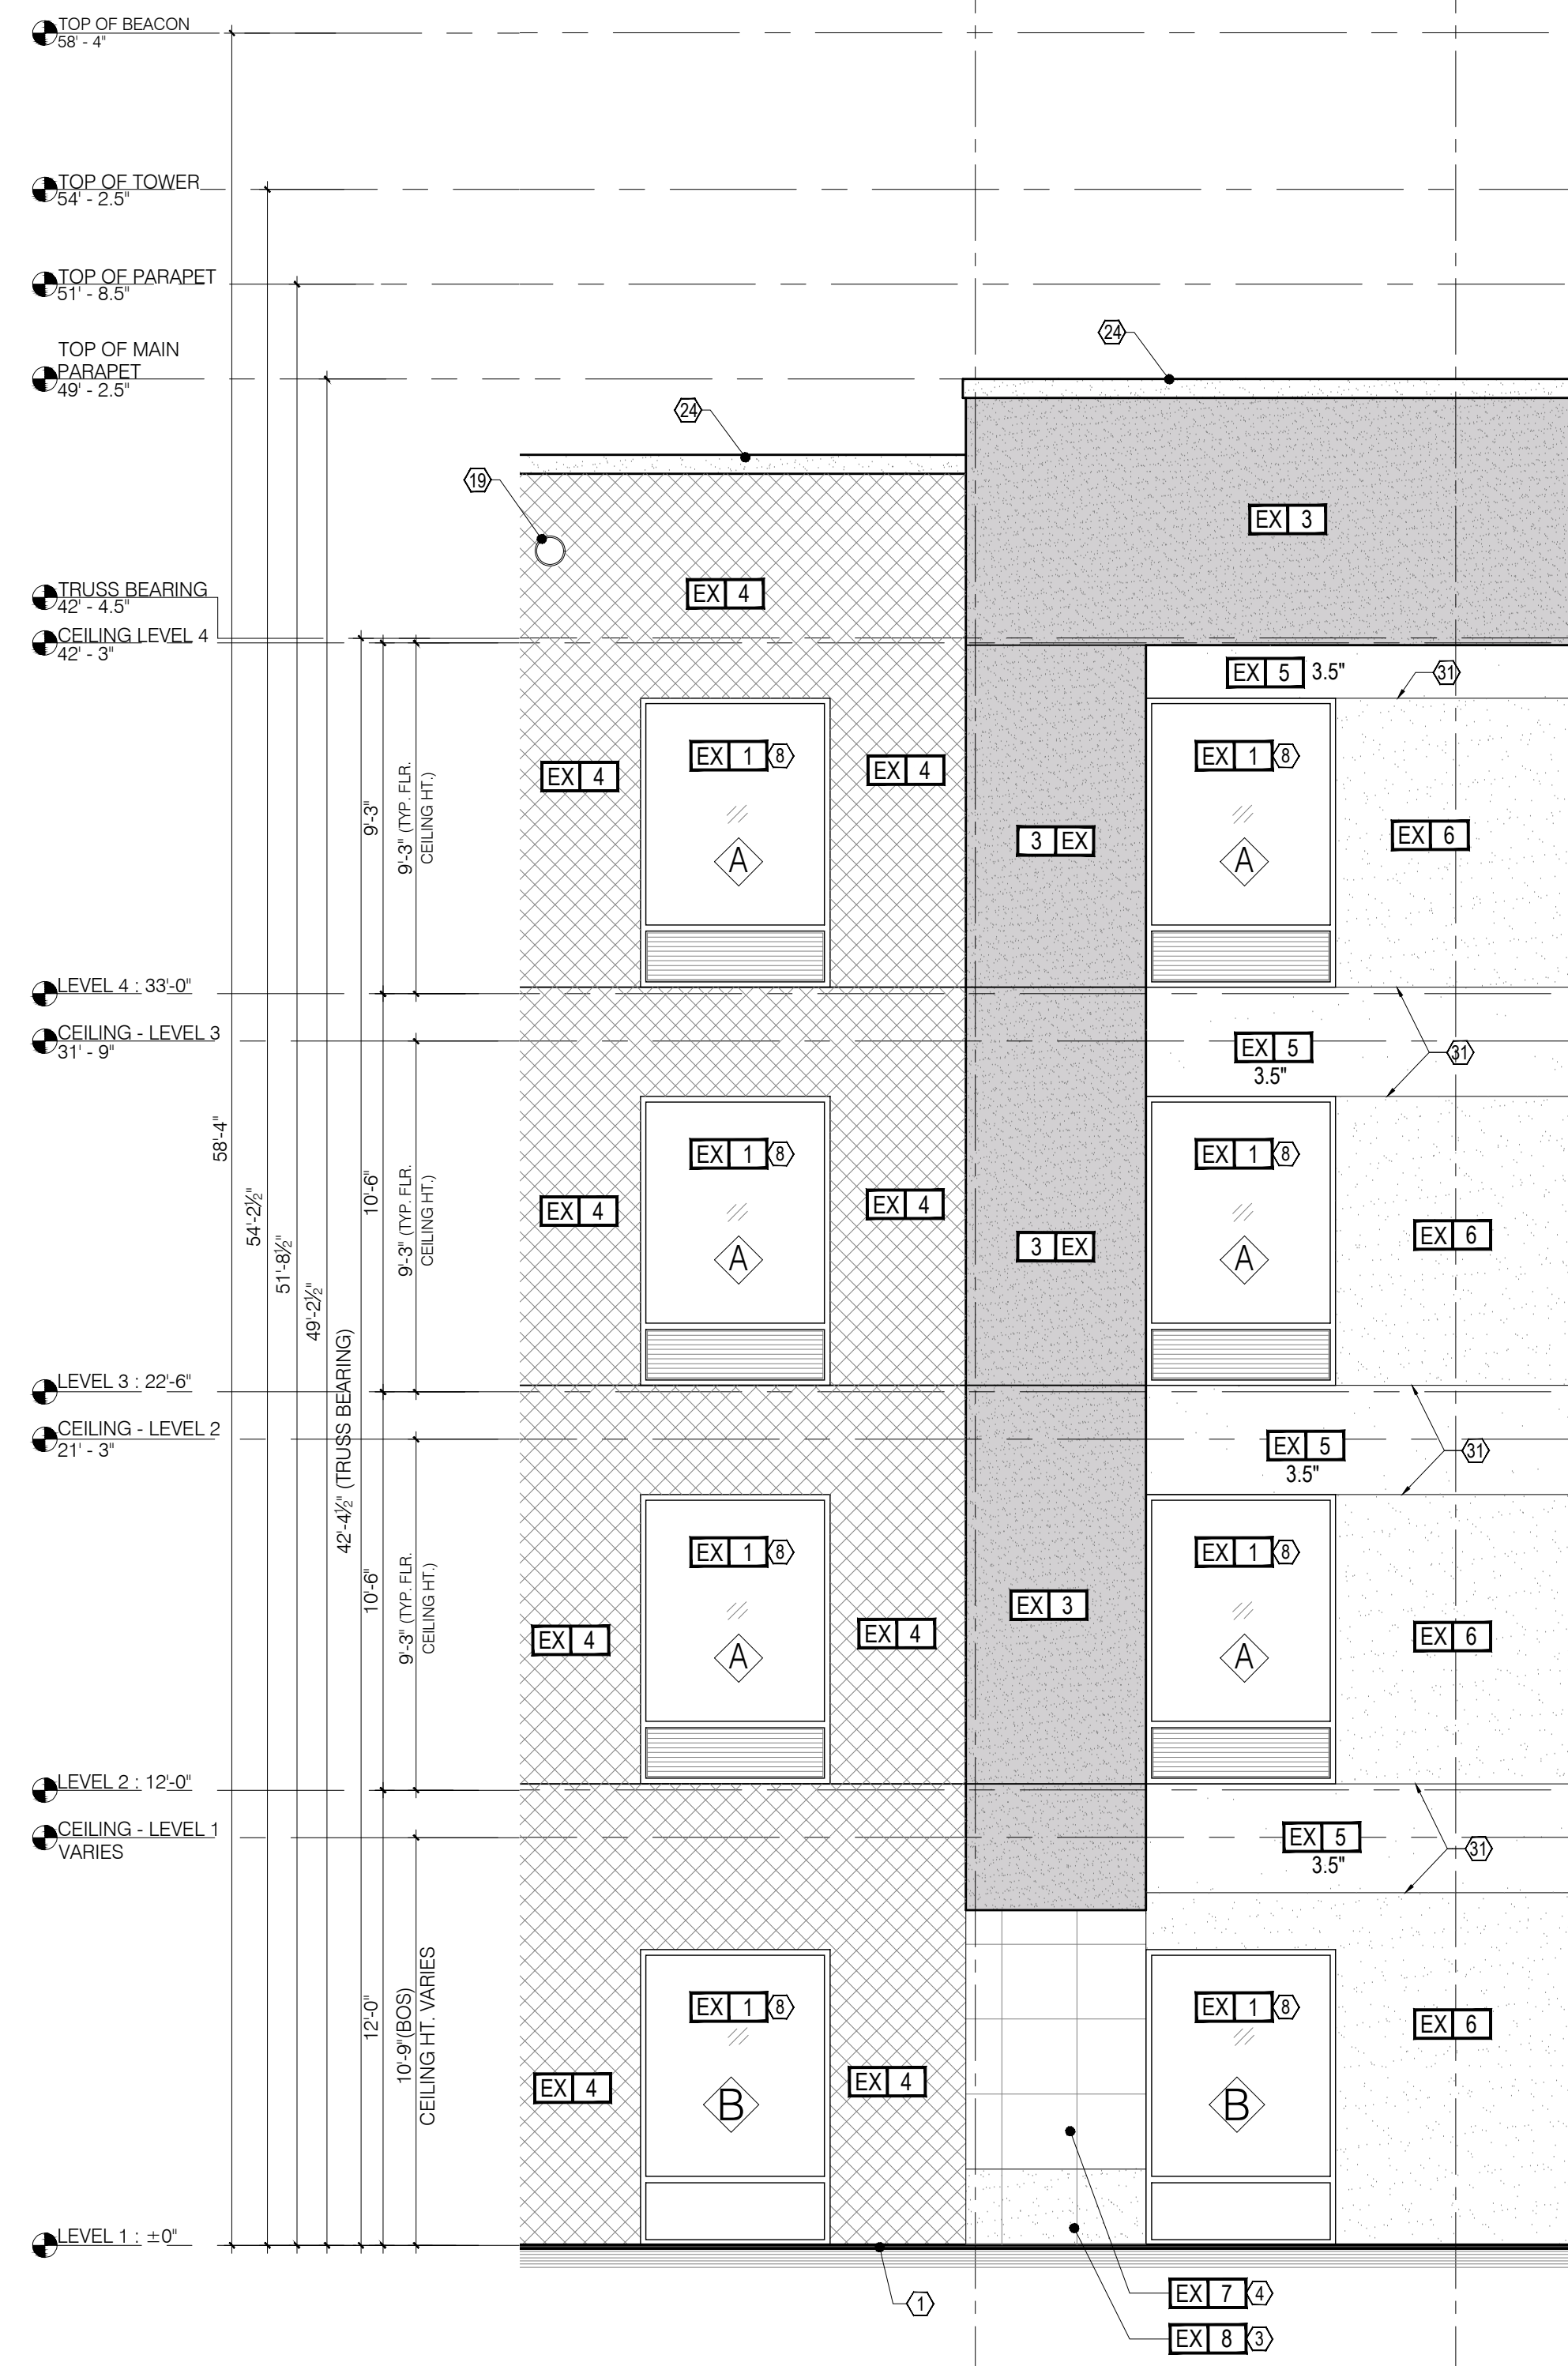 TOP OF BEACON
58' - 4"
TOP OF TOWER
54' - 2.5"
TOP OF PARAPET
51' - 8.5"
TOP OF MAIN
PARAPET
49' - 2.5"
24
24
19
EX 3
EX 4
TRUSS BEARING
42' - 4.5"
CEILING LEVEL 4
42' - 3"
EX 5 3.5"
31
EX 1 8
EX 1 8
EX 4
EX 4
9'-3"
9'-3" (TYP. FLR.
CEILING HT.)
3 EX
EX 6
A
A
LEVEL 4 : 33'-0"
CEILING - LEVEL 3
31' - 9"
EX 5
3.5"
31
58'-4"
54'-2½"
51'-8½"
49'-2½"
42'-4½" (TRUSS BEARING)
10'-6"
9'-3" (TYP. FLR.
CEILING HT.)
EX 1 8
EX 1 8
EX 4
EX 4
3 EX
EX 6
A
A
LEVEL 3 : 22'-6"
CEILING - LEVEL 2
21' - 3"
EX 5
3.5"
31
10'-6"
9'-3" (TYP. FLR.
CEILING HT.)
EX 1 8
EX 1 8
EX 4
EX 4
EX 3
EX 6
A
A
LEVEL 2 : 12'-0"
CEILING - LEVEL 1
VARIES
EX 5
3.5"
31
12'-0"
10'-9"(BOS)
CEILING HT. VARIES
EX 1 8
EX 1 8
EX 6
EX 4
EX 4
B
B
LEVEL 1 : ±0"
1
EX 7 4
EX 8 3